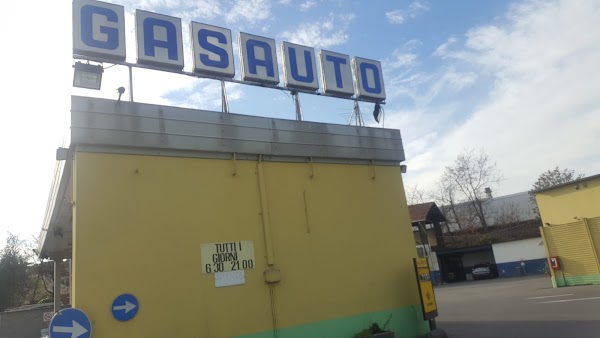 GASAUTO
TUTTI I
GIORNI
6.30 21.00